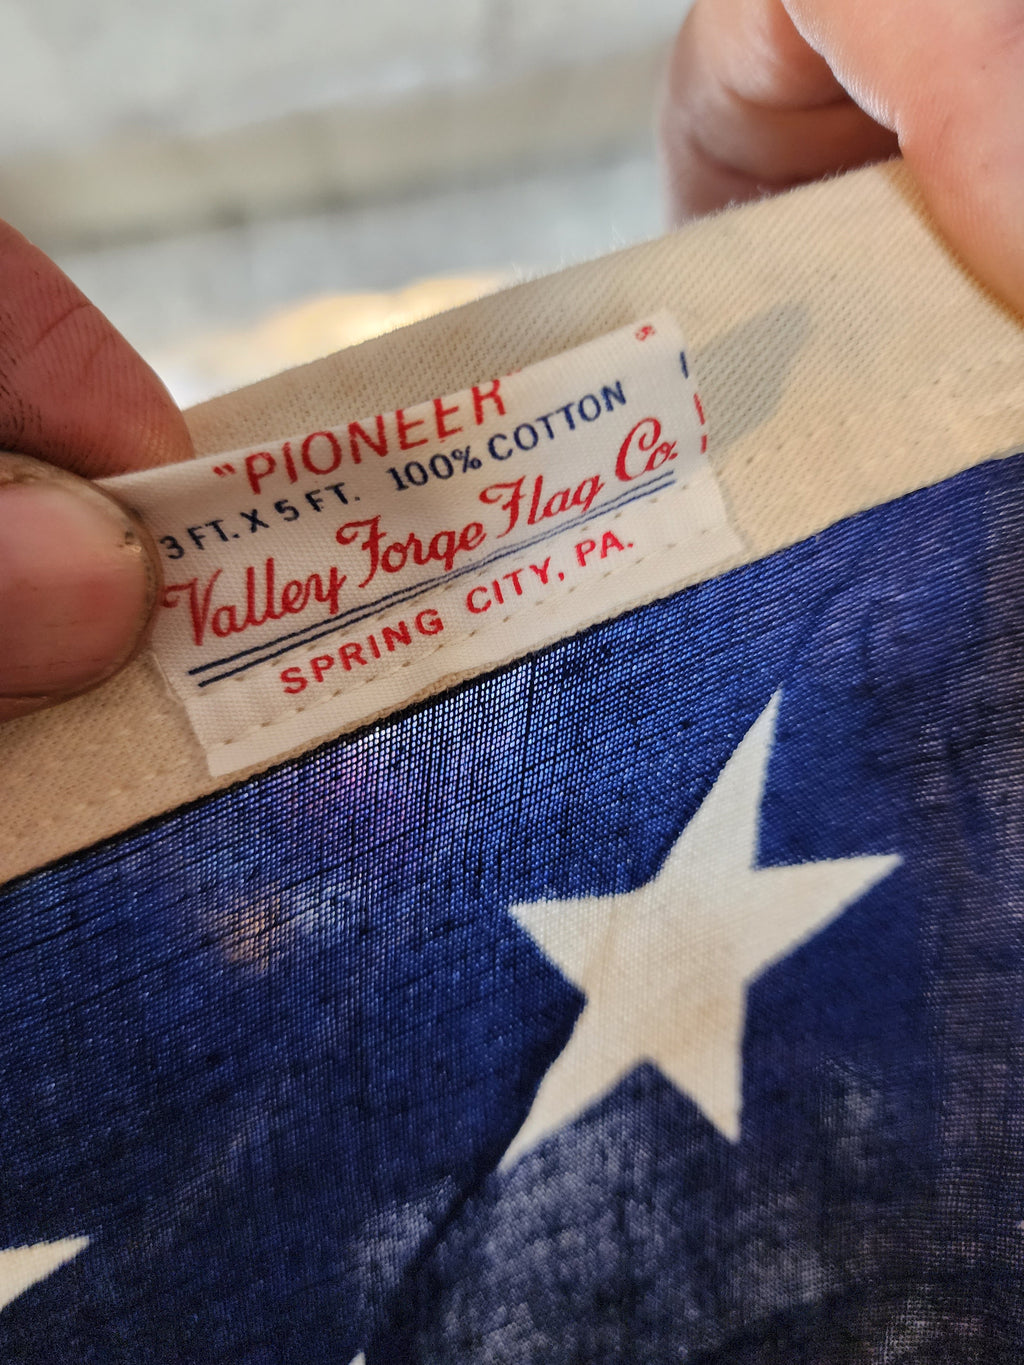 "PIONEER"
3 FT. X 5 FT. 100% COTTON
Valley Forge Flag Co.
SPRING CITY, PA.